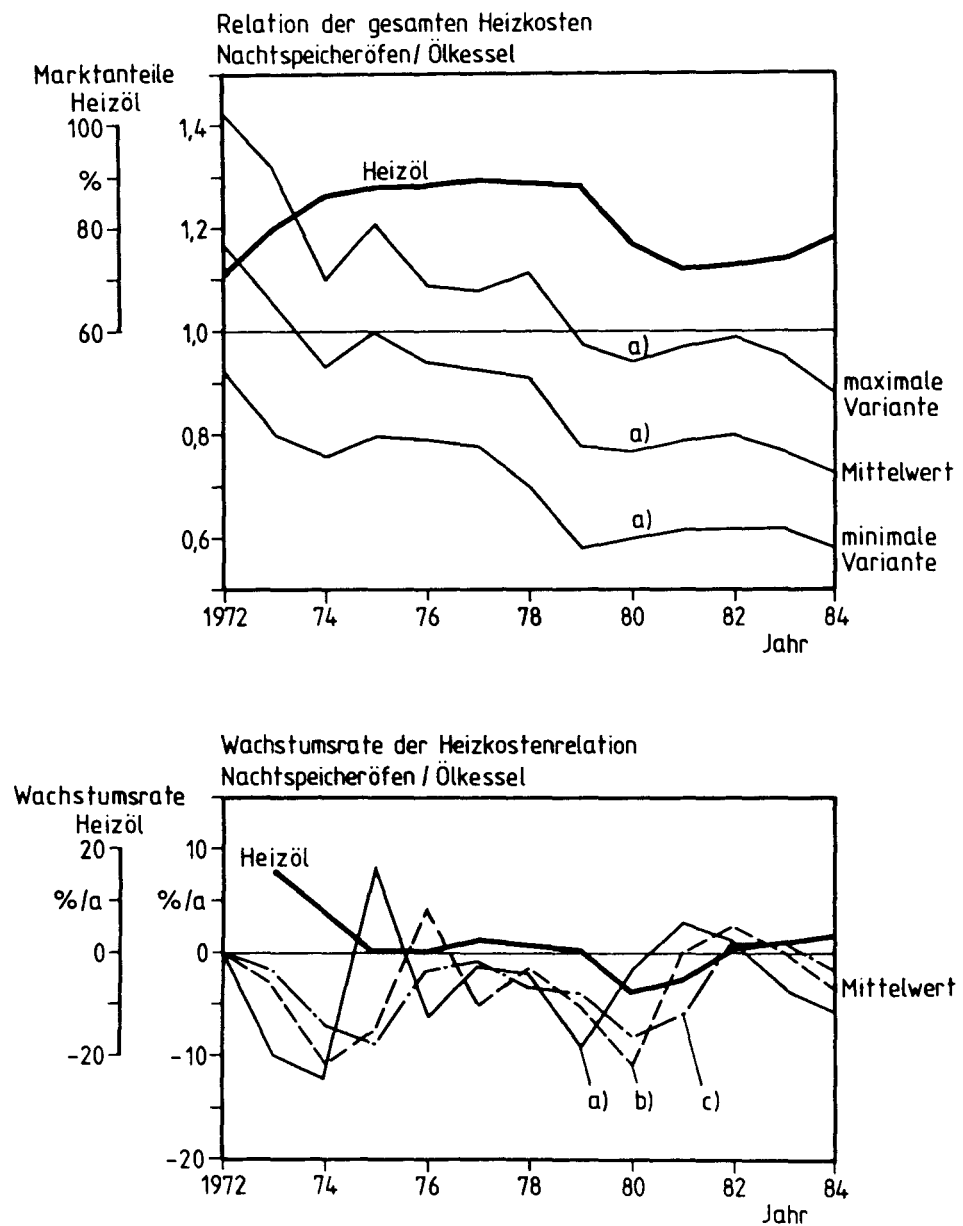 Relation der gesamten Heizkosten
Nachtspeicheröfen/ Ölkessel
Marktanteile
Heizöl
100
%
80
60
1,4
1,2
1,0
0,8
0,6
Heizöl
a)
a)
a)
maximale
Variante
Mittelwert
minimale
Variante
1972 74 76 78 80 82 84
Jahr
Wachstumsrate der Heizkostenrelation
Nachtspeicheröfen / Ölkessel
Wachstumsrate
Heizöl
20
%/a
0
-20
10
%/a
0
-10
-20
Heizöl
Mittelwert
a) b) c)
1972 74 76 78 80 82 84
Jahr